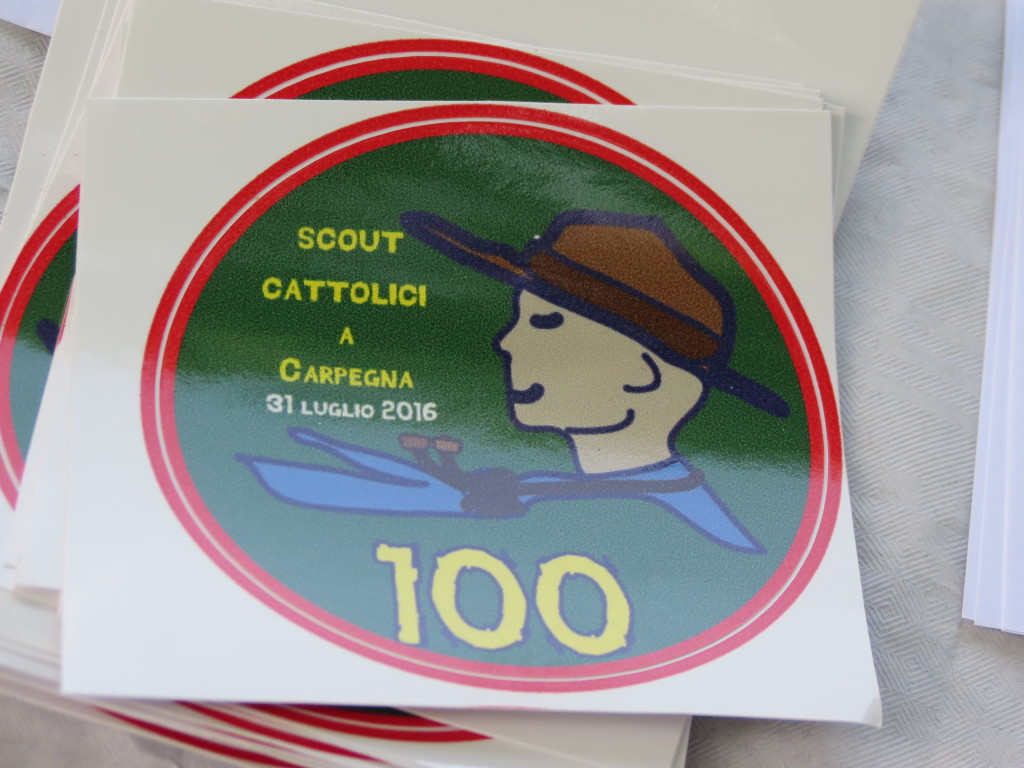 SCOUT
CATTOLICI
A
CARPEGNA
31 LUGLIO 2016
100